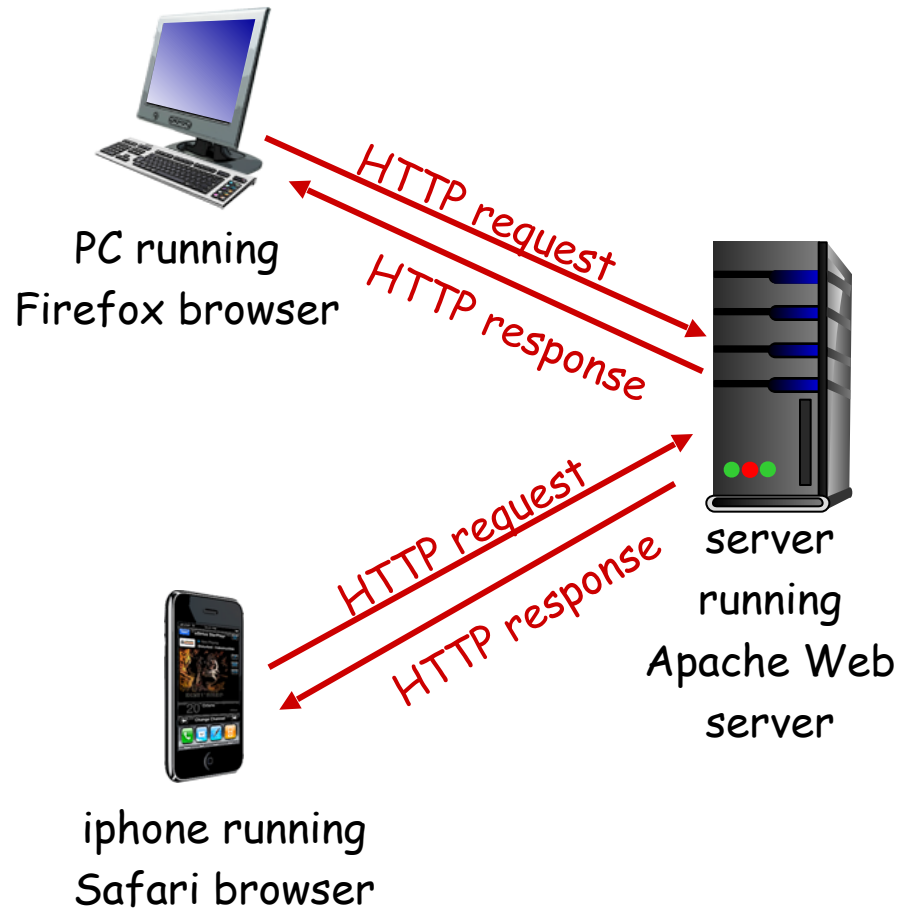 HTTP request
HTTP response
PC running
Firefox browser
HTTP request
HTTP response
server
running
Apache Web
server
iphone running
Safari browser